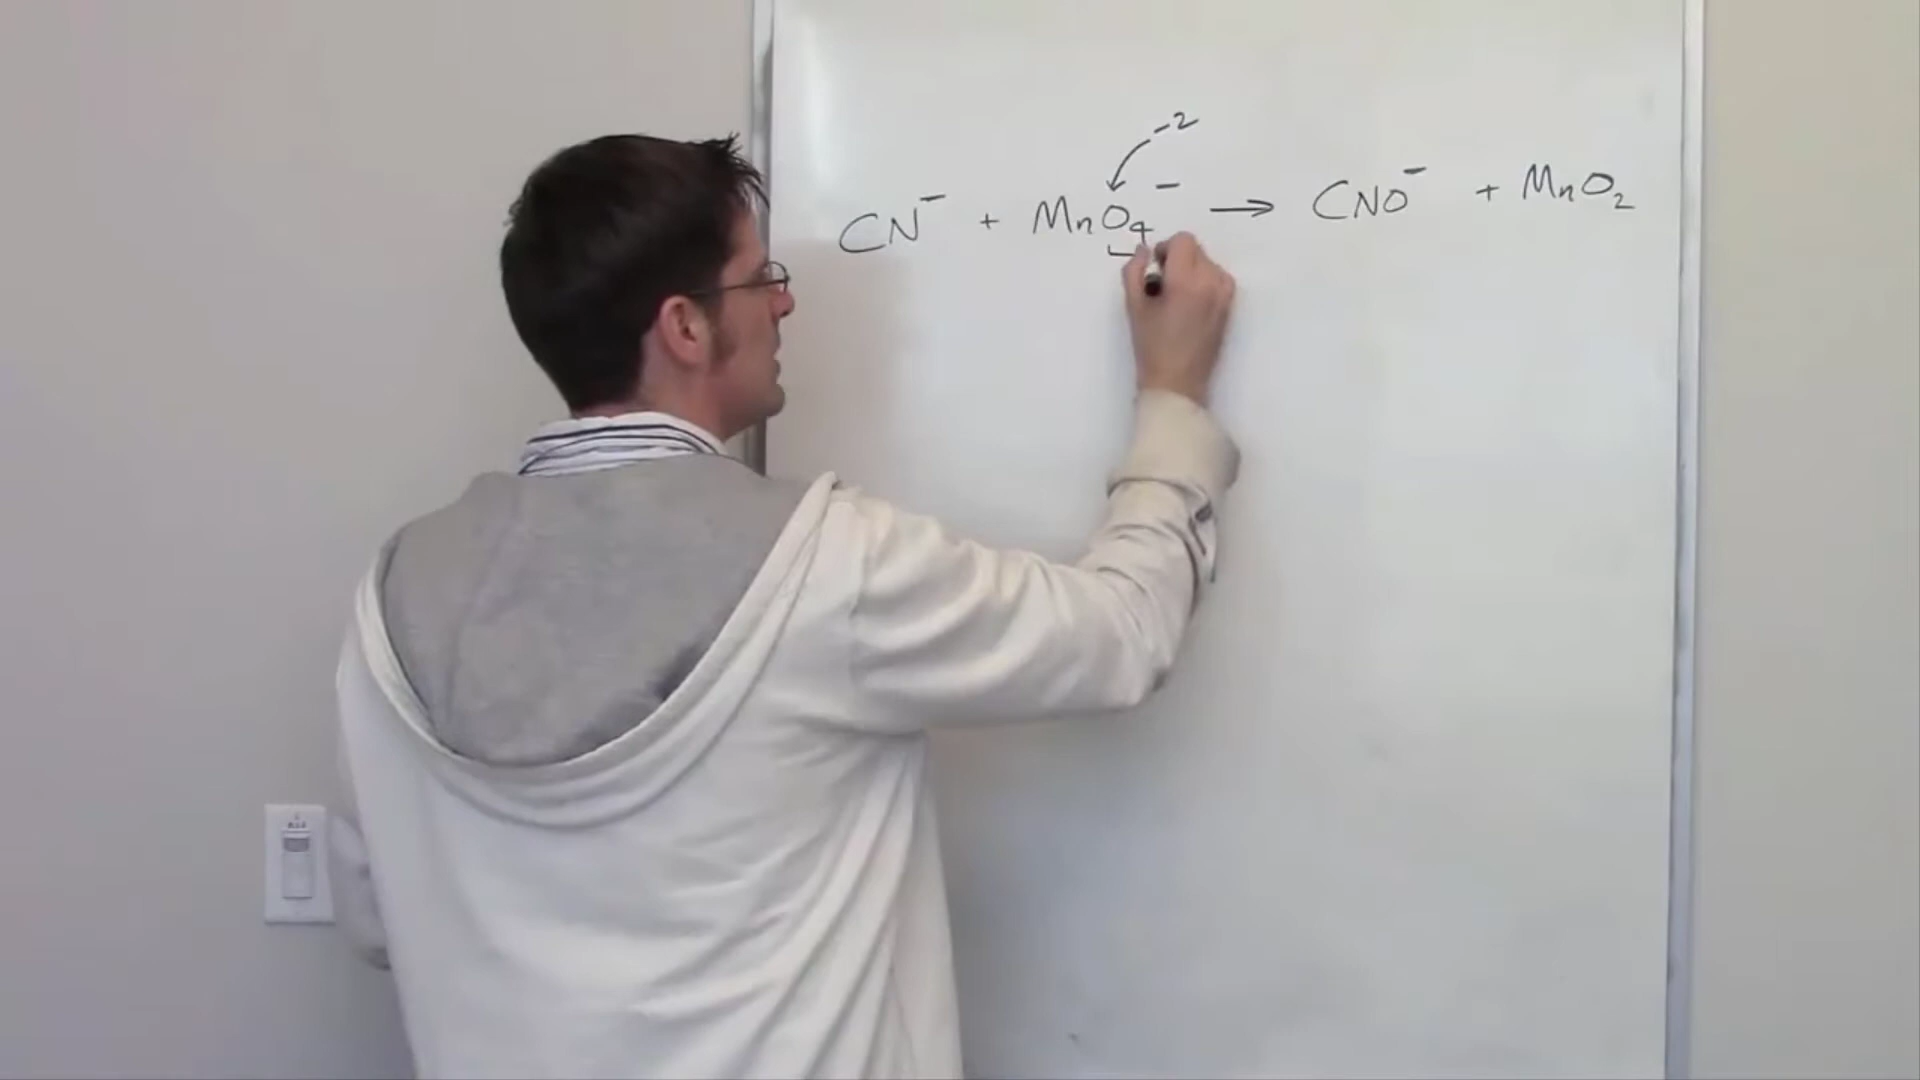 -2
CN⁻ + MnO₄⁻ → CNO⁻ + MnO₂